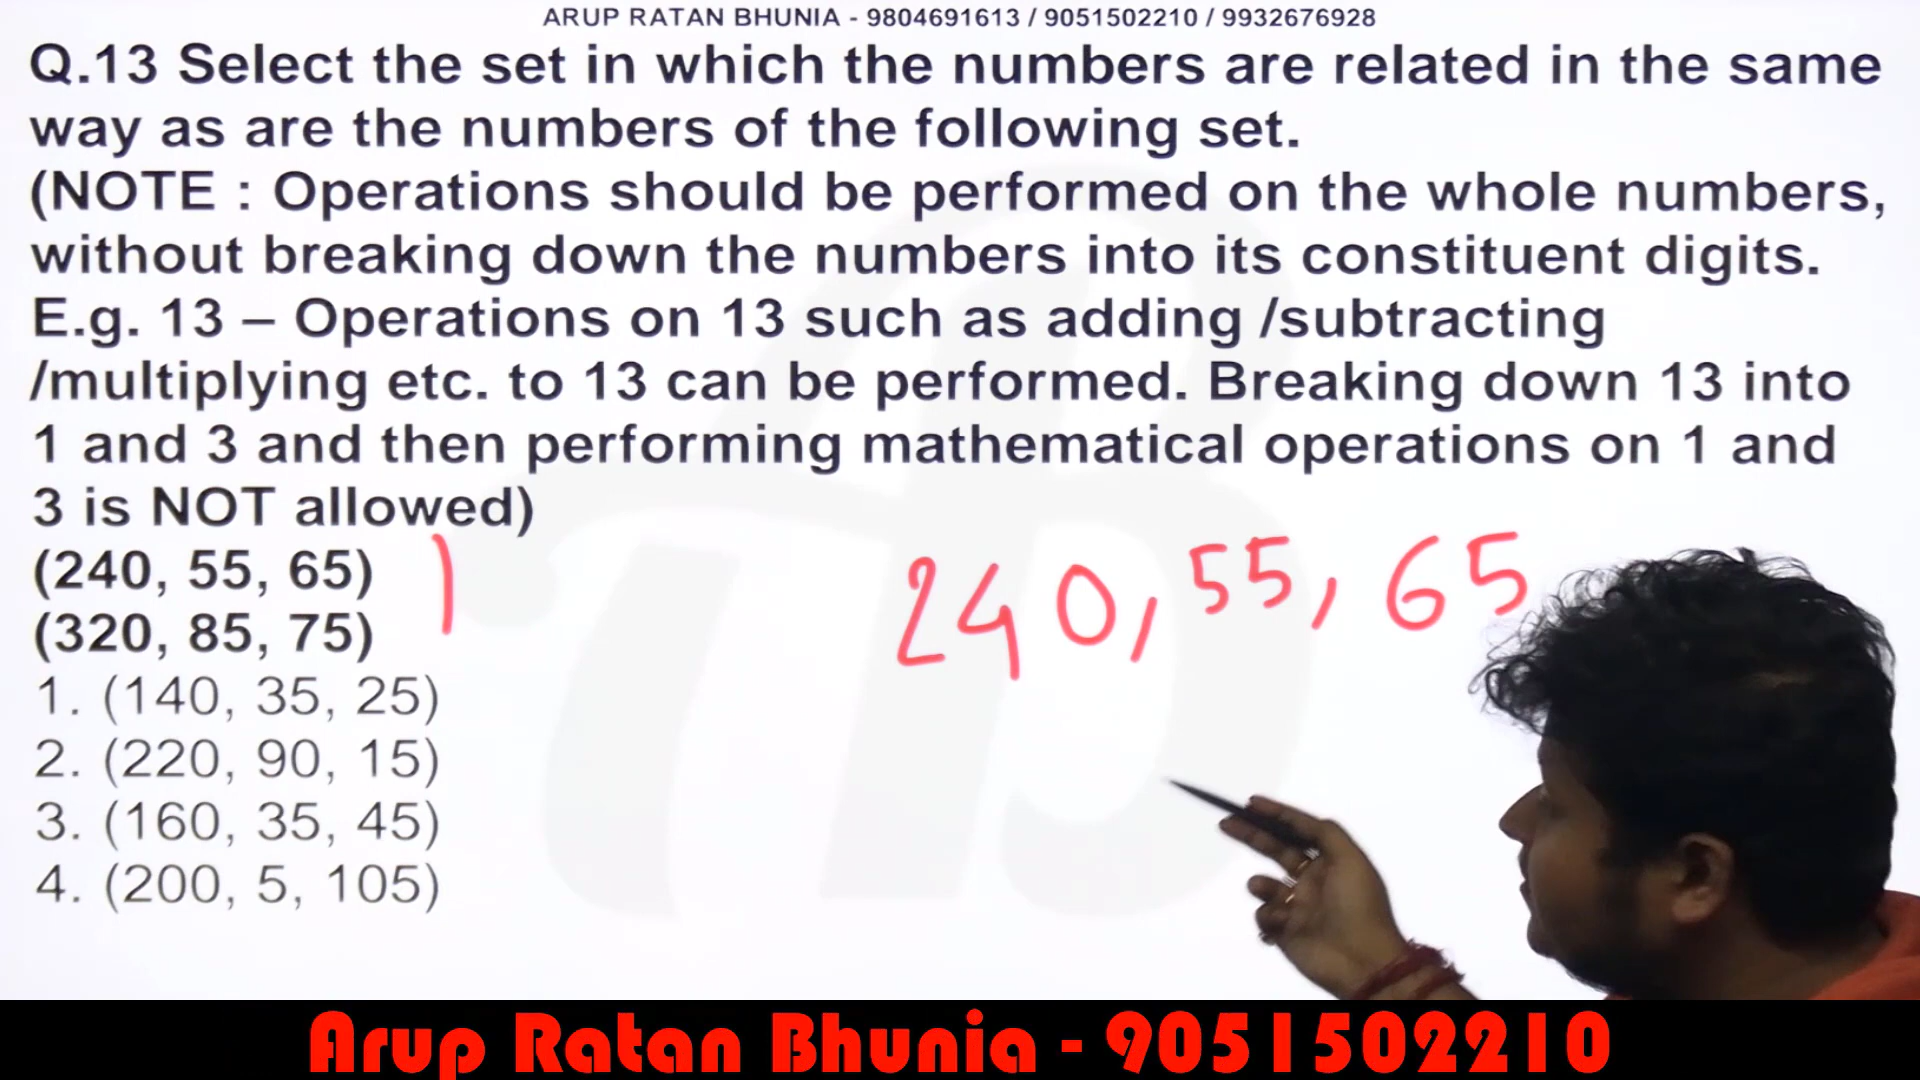 ARUP RATAN BHUNIA - 9804691613 / 9051502210 / 9932676928
Q.13 Select the set in which the numbers are related in the same
way as are the numbers of the following set.
(NOTE : Operations should be performed on the whole numbers,
without breaking down the numbers into its constituent digits.
E.g. 13 – Operations on 13 such as adding /subtracting
/multiplying etc. to 13 can be performed. Breaking down 13 into
1 and 3 and then performing mathematical operations on 1 and
3 is NOT allowed)
(240, 55, 65)
(320, 85, 75)
240, 55, 65
1. (140, 35, 25)
2. (220, 90, 15)
3. (160, 35, 45)
4. (200, 5, 105)
Arup Ratan Bhunia - 9051502210